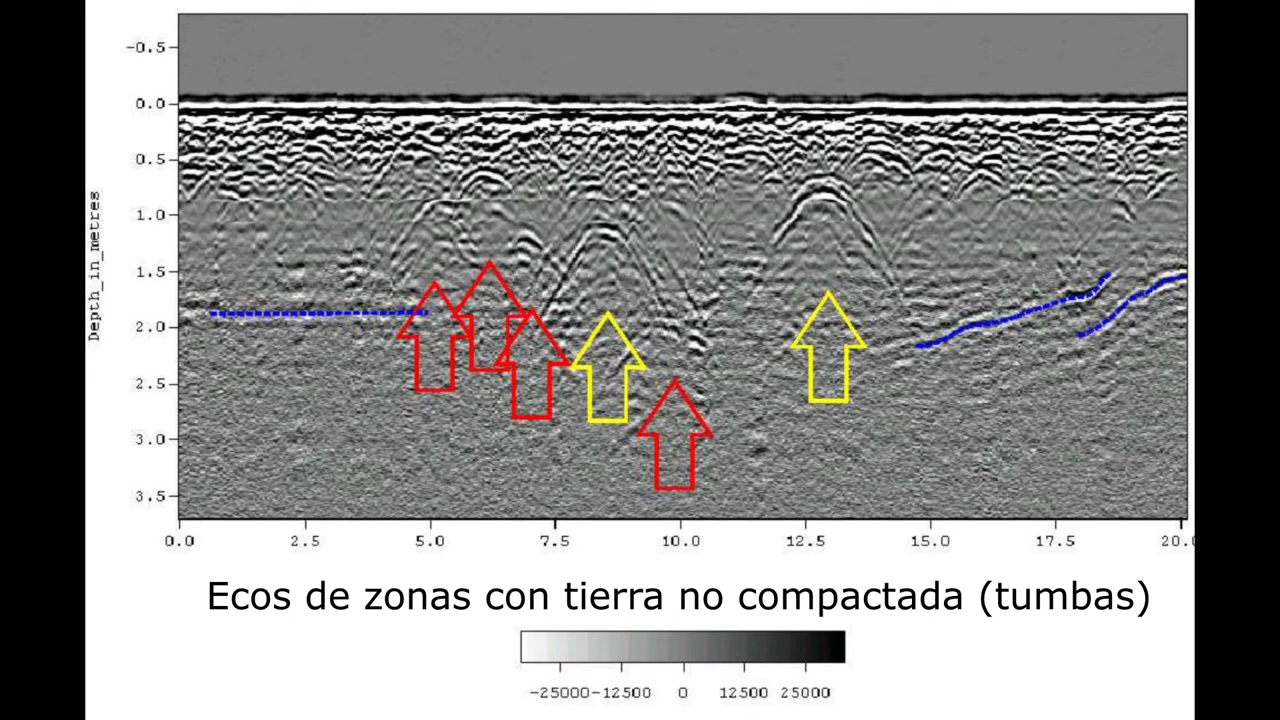 -0.5
0.0
0.5
1.0
1.5
2.0
2.5
3.0
3.5
Depth_in_metres
0.0 2.5 5.0 7.5 10.0 12.5 15.0 17.5 20.0
Ecos de zonas con tierra no compactada (tumbas)
-25000 -12500 0 12500 25000